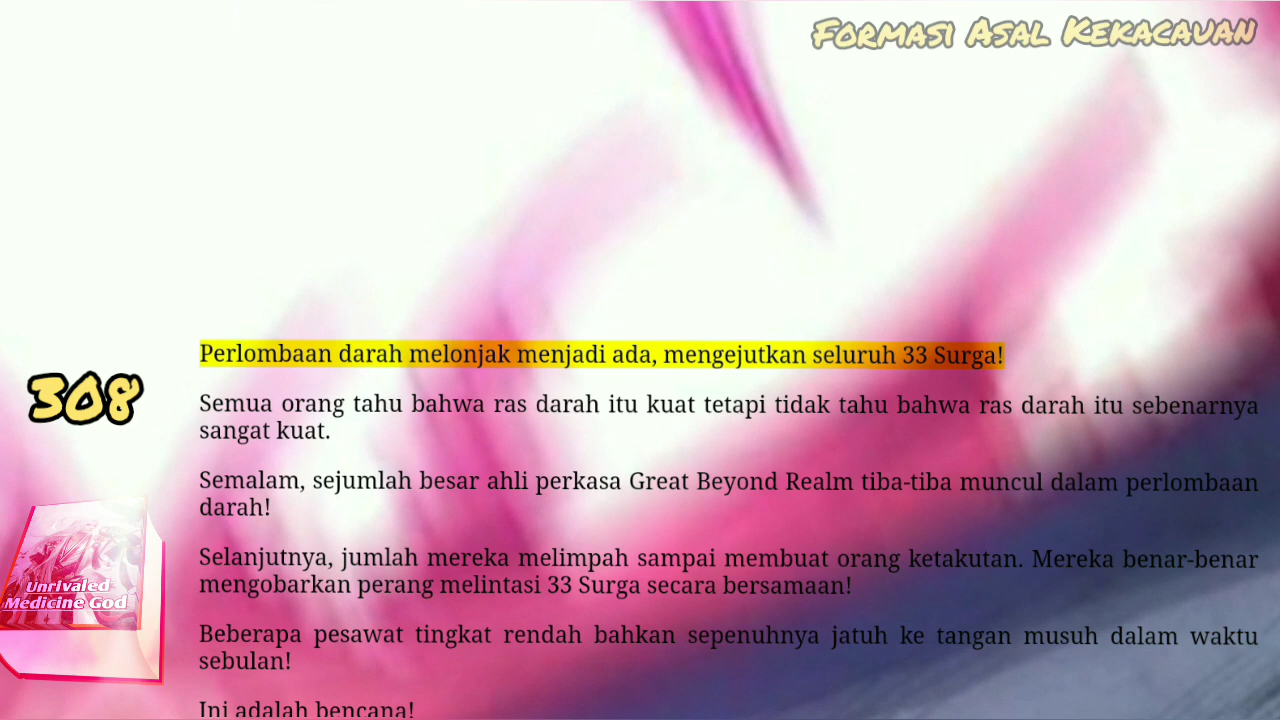 Formasi Asal Kekacauan
Perlombaan darah melonjak menjadi ada, mengejutkan seluruh 33 Surga!
308
Semua orang tahu bahwa ras darah itu kuat tetapi tidak tahu bahwa ras darah itu sebenarnya
sangat kuat.
Semalam, sejumlah besar ahli perkasa Great Beyond Realm tiba-tiba muncul dalam perlombaan
darah!
Selanjutnya, jumlah mereka melimpah sampai membuat orang ketakutan. Mereka benar-benar
mengobarkan perang melintasi 33 Surga secara bersamaan!
Unrivaled
Medicine God
Beberapa pesawat tingkat rendah bahkan sepenuhnya jatuh ke tangan musuh dalam waktu
sebulan!
Ini adalah bencana!